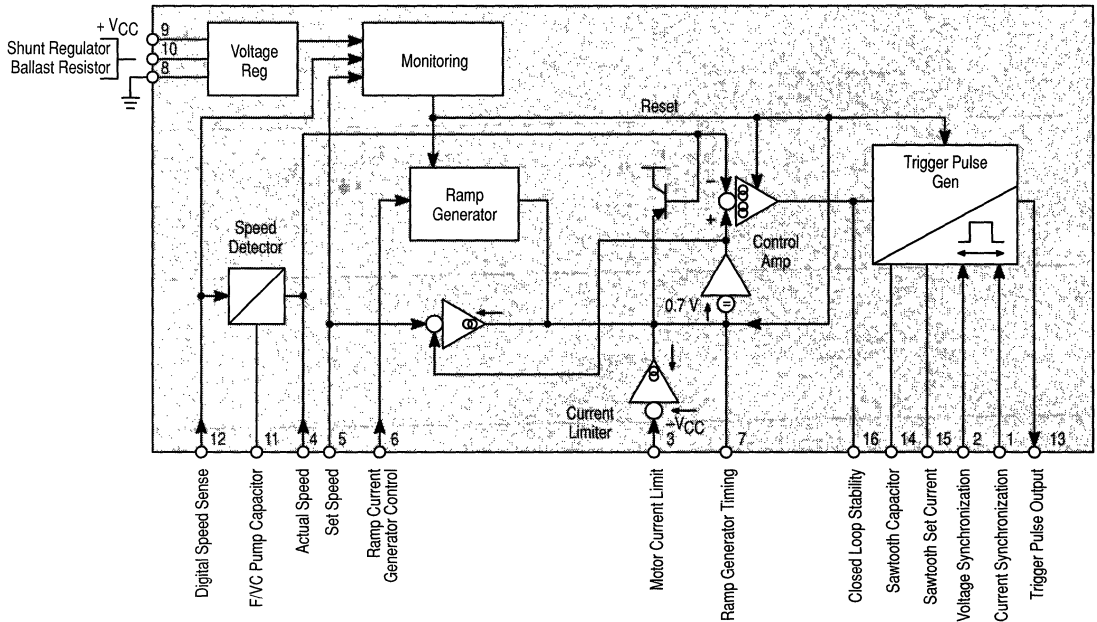 + VCC
9
Shunt Regulator
Ballast Resistor
10
8
Voltage
Reg
Monitoring
Reset
Ramp
Generator
Speed
Detector
−
+
Control
Amp
0.7 V
=
Trigger Pulse
Gen
Current
Limiter
−VCC
12
11
4
5
6
3
7
16
14
15
2
1
13
Digital Speed Sense
F/VC Pump Capacitor
Actual Speed
Set Speed
Ramp Current
Generator Control
Motor Current Limit
Ramp Generator Timing
Closed Loop Stability
Sawtooth Capacitor
Sawtooth Set Current
Voltage Synchronization
Current Synchronization
Trigger Pulse Output